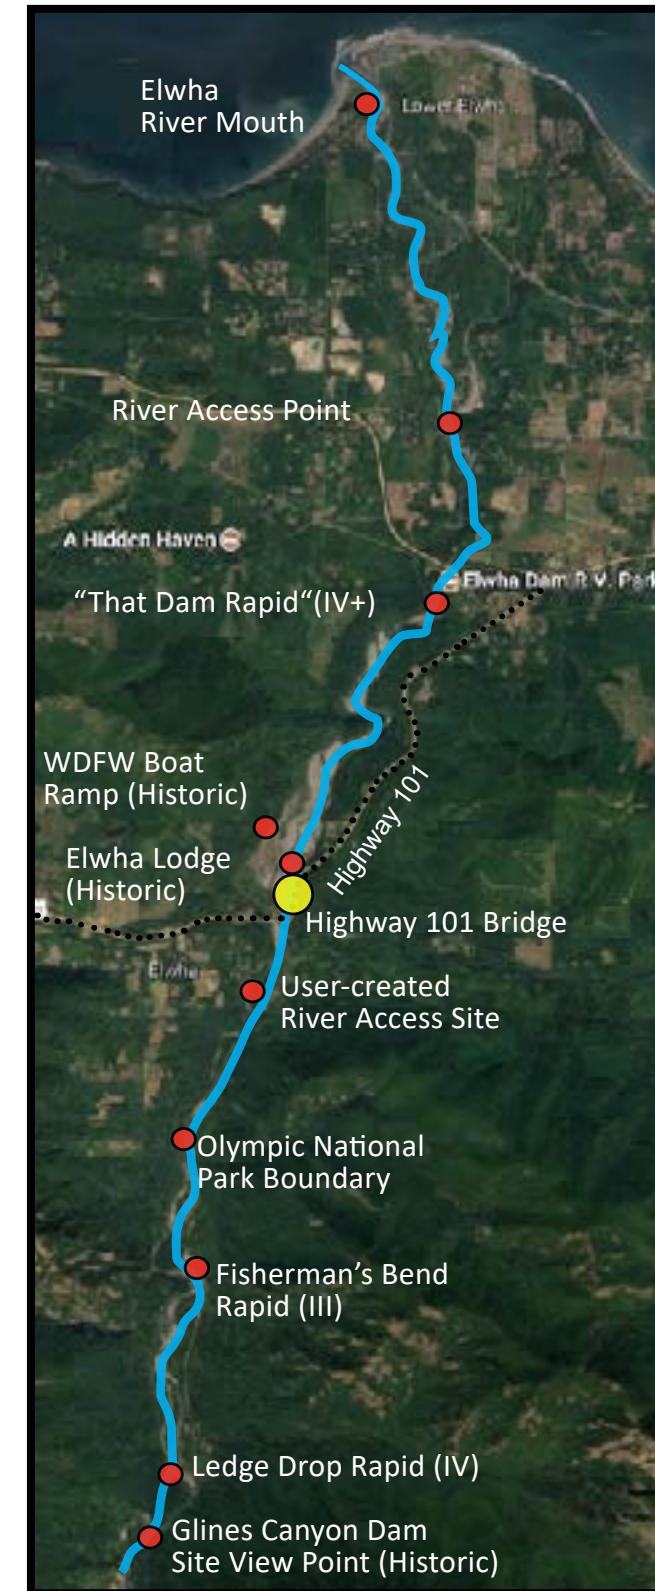 Elwha
River Mouth
Lower Elwha
River Access Point
A Hidden Haven
Elwha Dam R.V. Park
“That Dam Rapid“(IV+)
WDFW Boat
Ramp (Historic)
Highway 101
Elwha Lodge
(Historic)
Highway 101 Bridge
Elwha
User-created
River Access Site
Olympic National
Park Boundary
Fisherman’s Bend
Rapid (III)
Ledge Drop Rapid (IV)
Glines Canyon Dam
Site View Point (Historic)